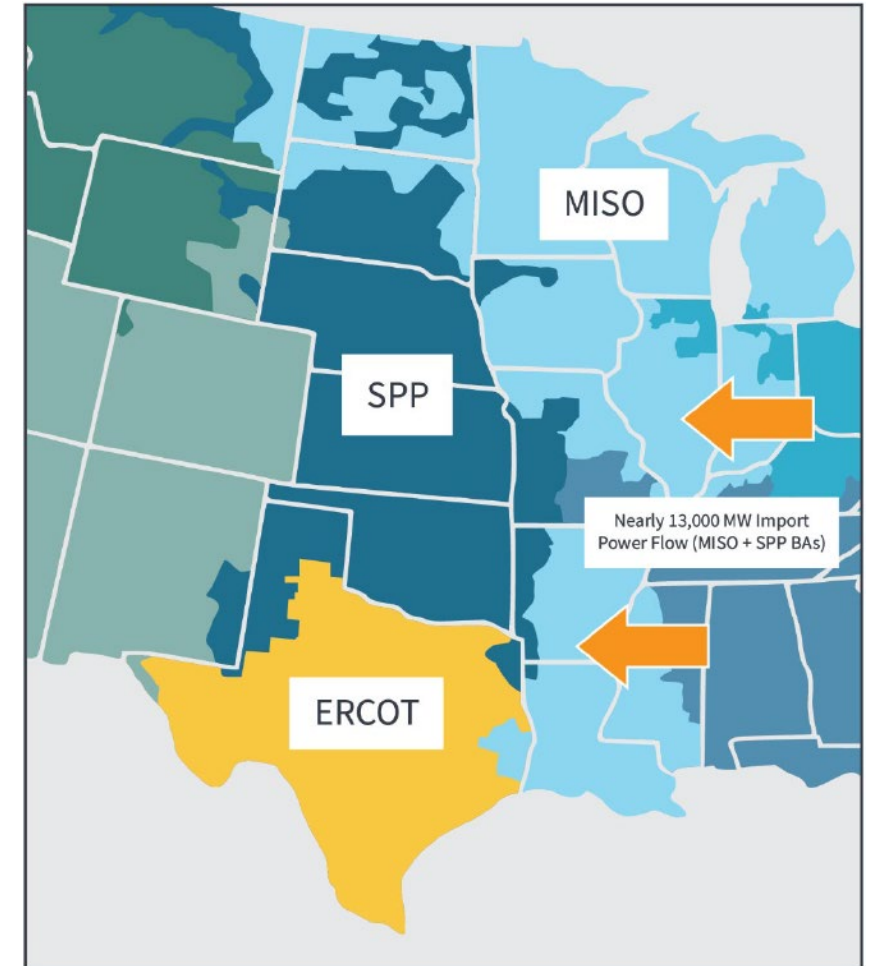 MISO
SPP
Nearly 13,000 MW Import
Power Flow (MISO + SPP BAs)
ERCOT